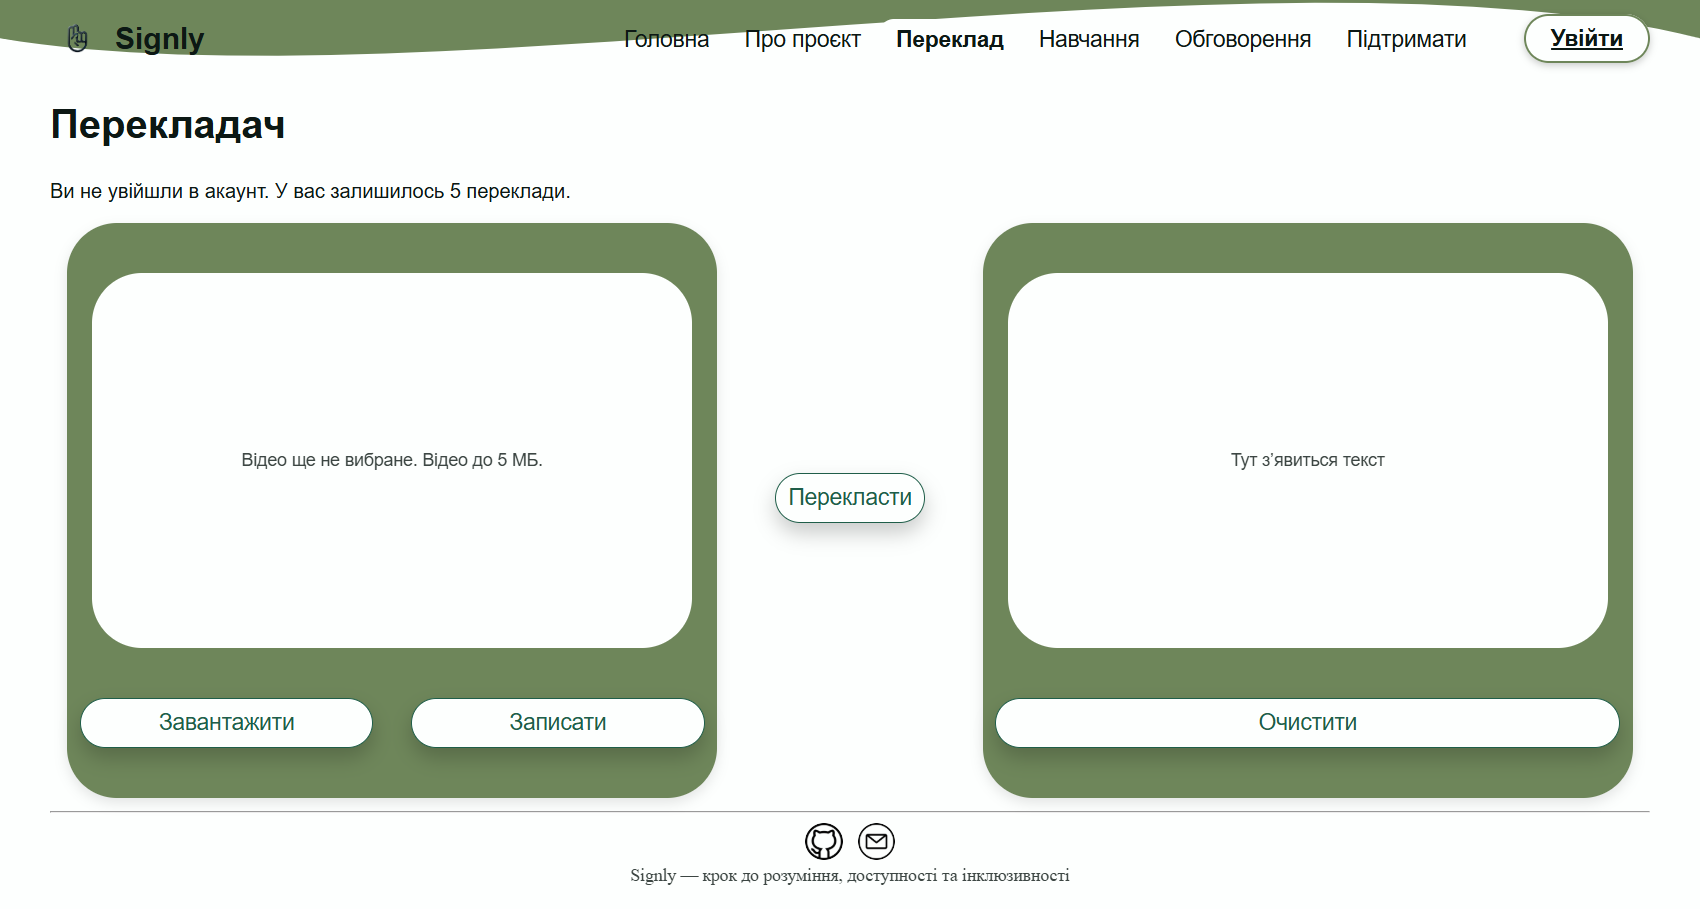 Signly
Головна Про проєкт Переклад Навчання Обговорення Підтримати Увійти
Перекладач
Ви не увійшли в акаунт. У вас залишилось 5 переклади.
Відео ще не вибране. Відео до 5 МБ.
Завантажити Записати
Перекласти
Тут з’явиться текст
Очистити
Signly — крок до розуміння, доступності та інклюзивності